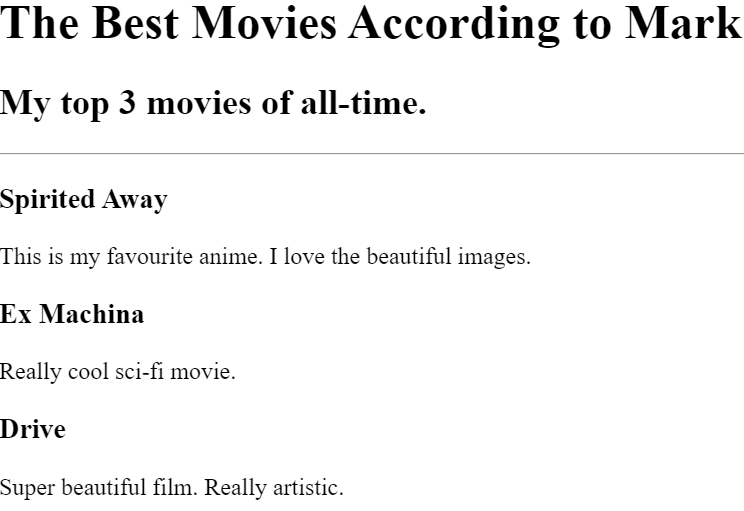 The Best Movies According to Mark
My top 3 movies of all-time.
Spirited Away
This is my favourite anime. I love the beautiful images.
Ex Machina
Really cool sci-fi movie.
Drive
Super beautiful film. Really artistic.